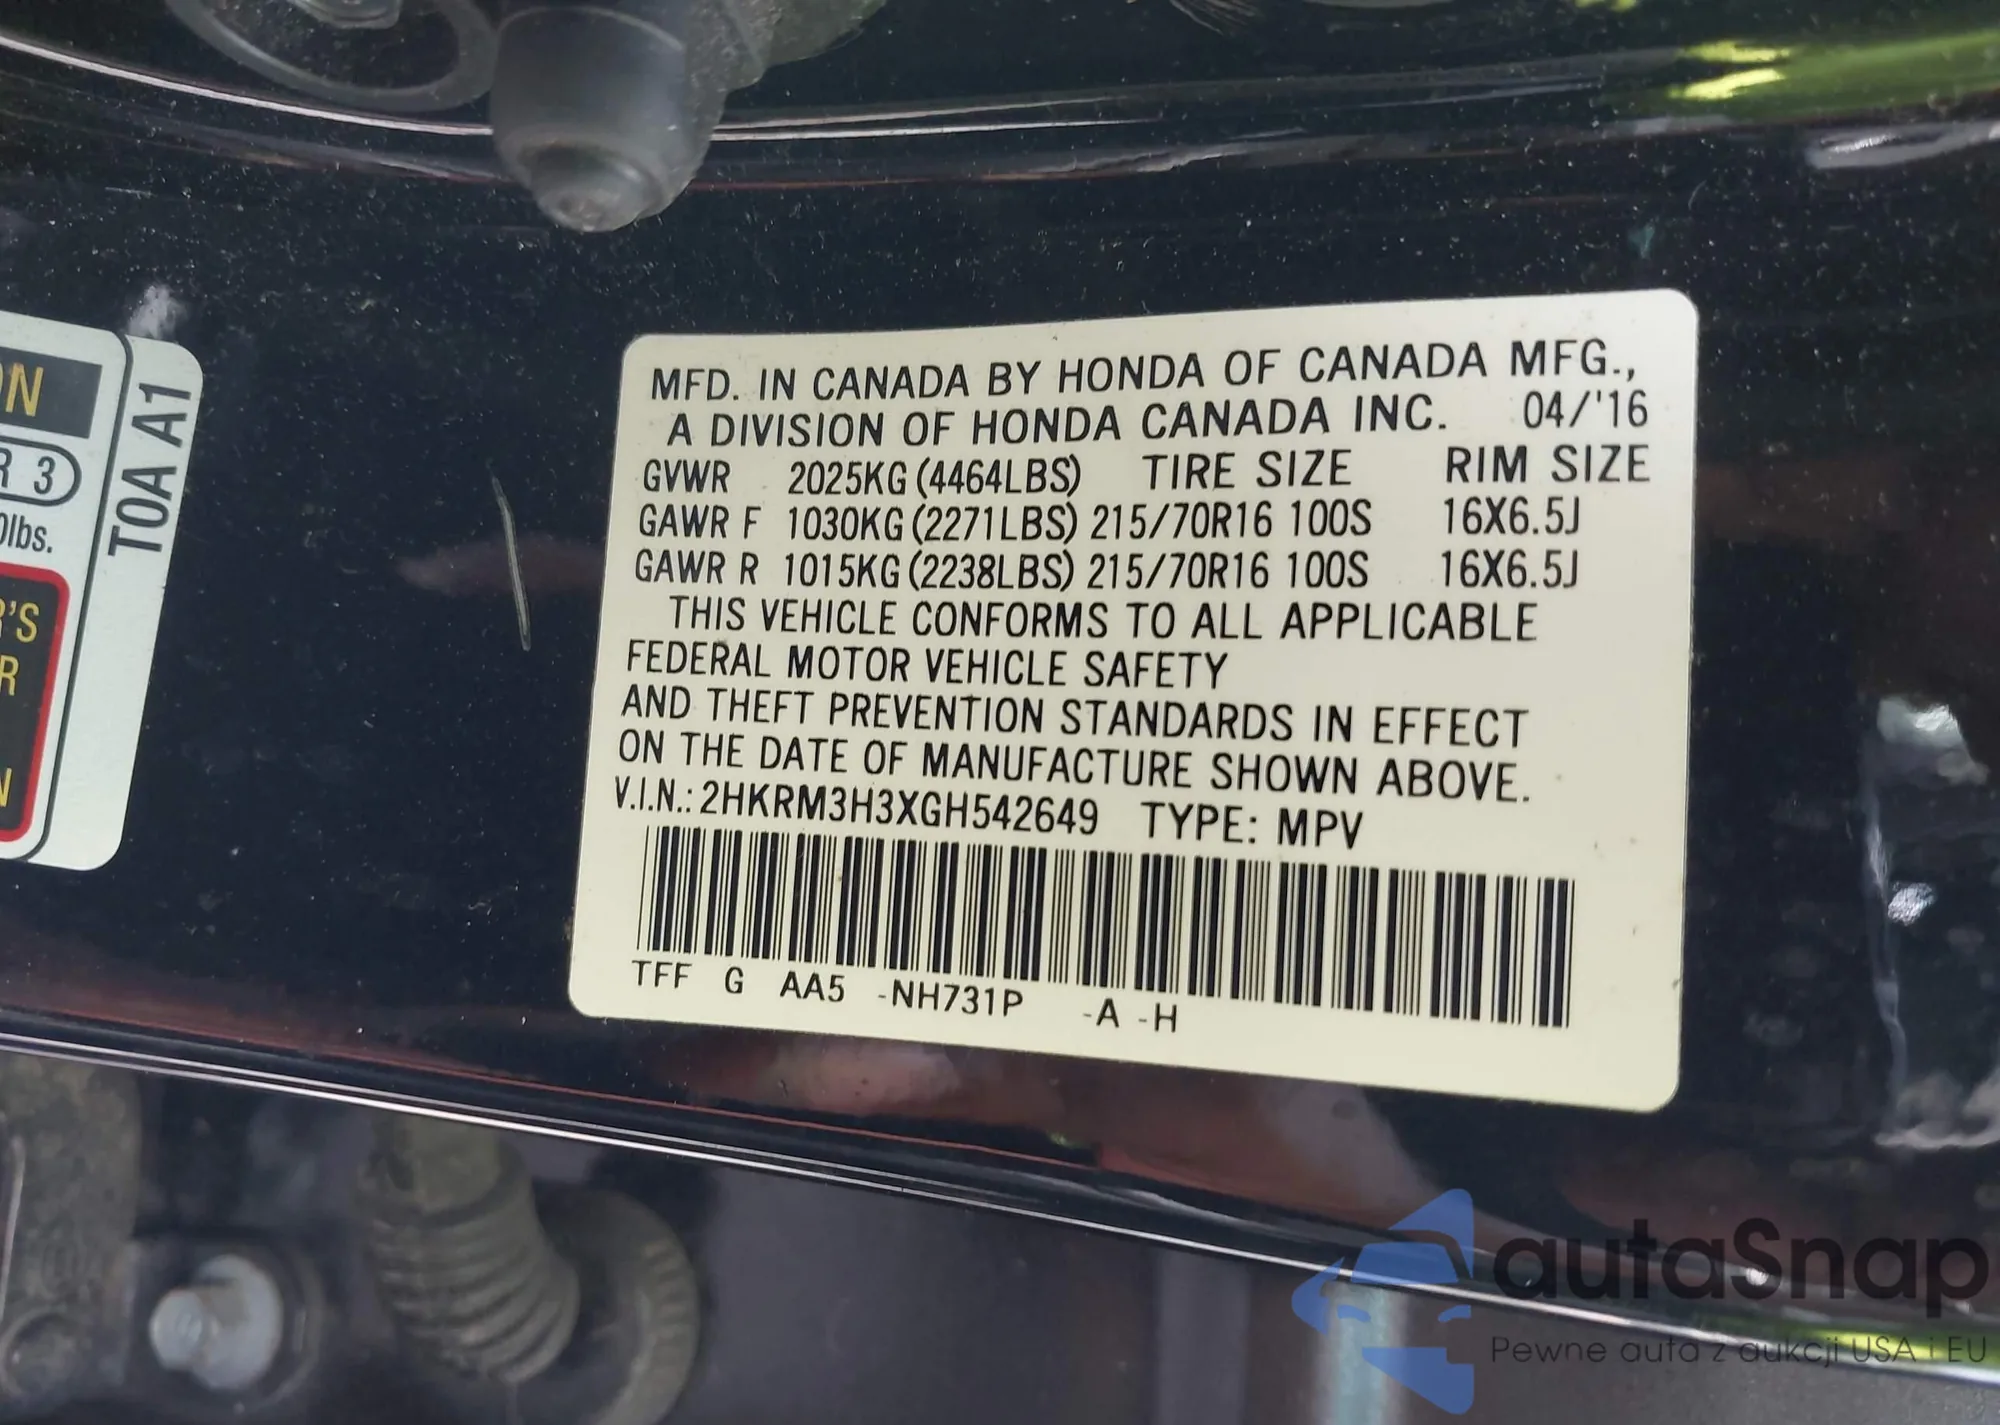 ON
R 3
0lbs.
R'S
R
N
T0A A1
MFD. IN CANADA BY HONDA OF CANADA MFG.,
A DIVISION OF HONDA CANADA INC. 04/'16
GVWR 2025KG (4464LBS) TIRE SIZE RIM SIZE
GAWR F 1030KG (2271LBS) 215/70R16 100S 16X6.5J
GAWR R 1015KG (2238LBS) 215/70R16 100S 16X6.5J
THIS VEHICLE CONFORMS TO ALL APPLICABLE
FEDERAL MOTOR VEHICLE SAFETY
AND THEFT PREVENTION STANDARDS IN EFFECT
ON THE DATE OF MANUFACTURE SHOWN ABOVE.
V.I.N.: 2HKRM3H3XGH542649 TYPE: MPV
TFF G AA5 -NH731P -A -H
autaSnap
Pewne auta z aukcji USA i EU